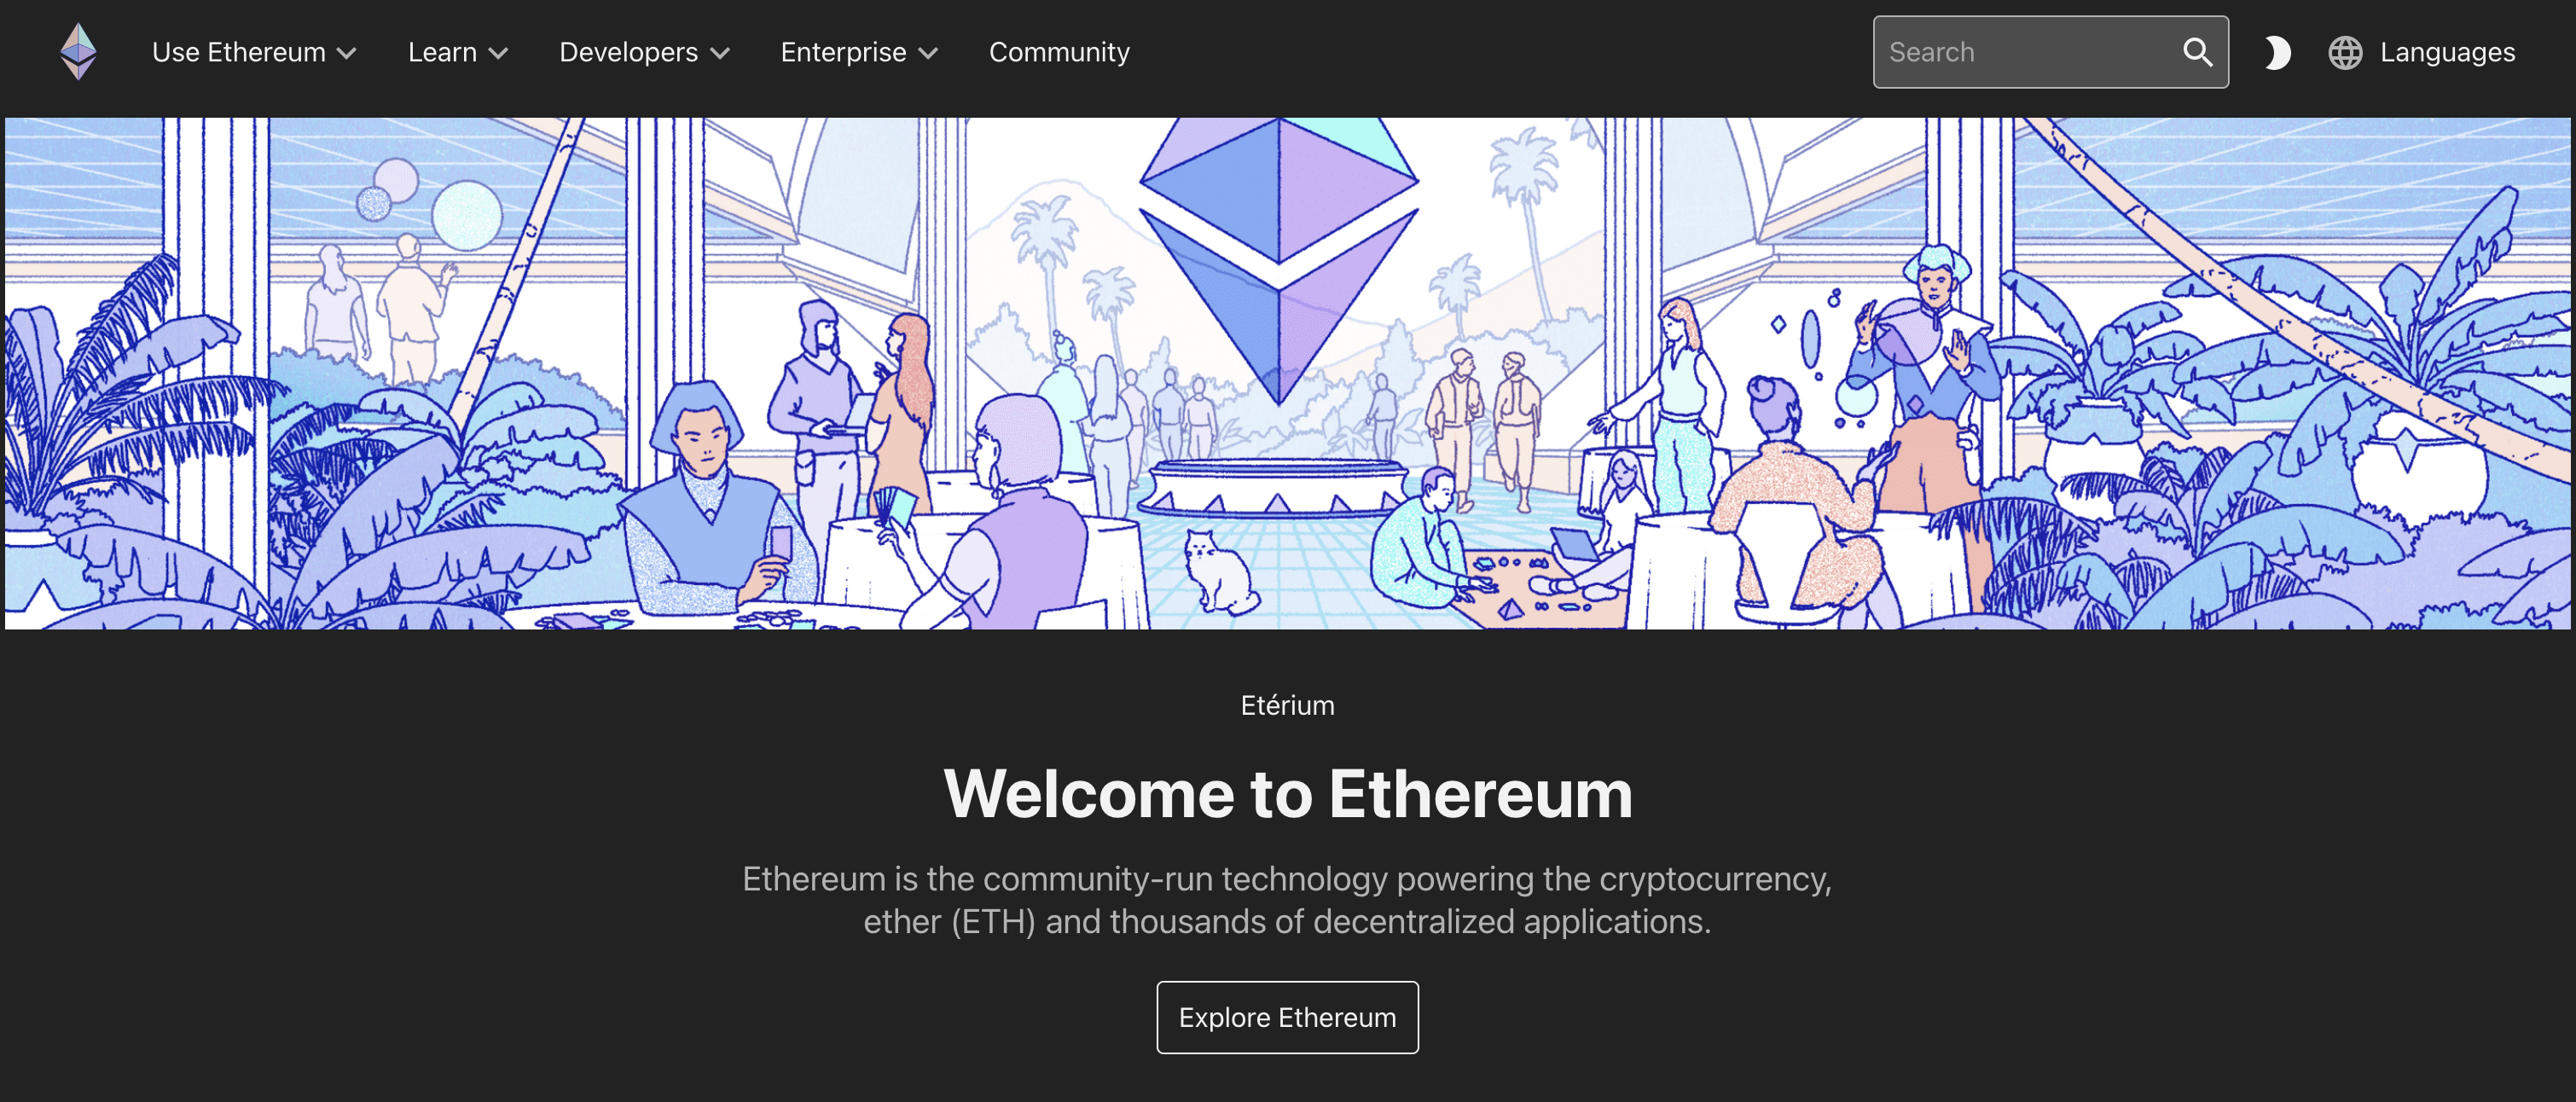 Use Ethereum
Learn
Developers
Enterprise
Community
Search
Languages
Etérium
Welcome to Ethereum
Ethereum is the community-run technology powering the cryptocurrency,
ether (ETH) and thousands of decentralized applications.
Explore Ethereum